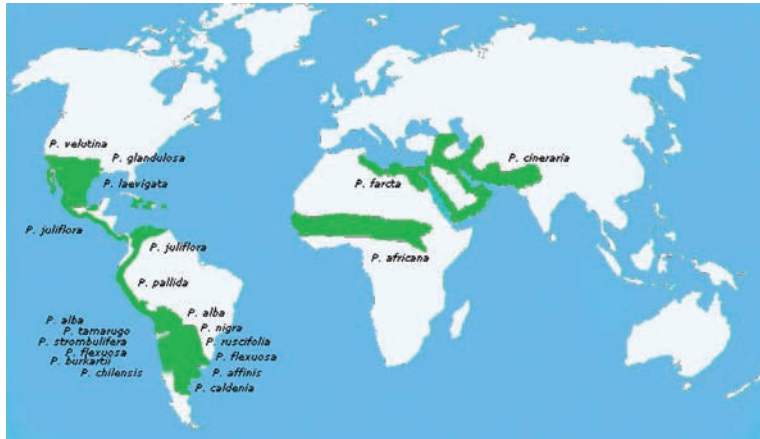 P. velutina
P. glandulosa
P. cineraria
P. laevigata
P. farcta
P. juliflora
P. juliflora
P. africana
P. pallida
P. alba
P. alba
P. tamarugo
P. nigra
P. strombulifera
P. ruscifolia
P. flexuosa
P. flexuosa
P. burkartii
P. chilensis
P. affinis
P. caldenia